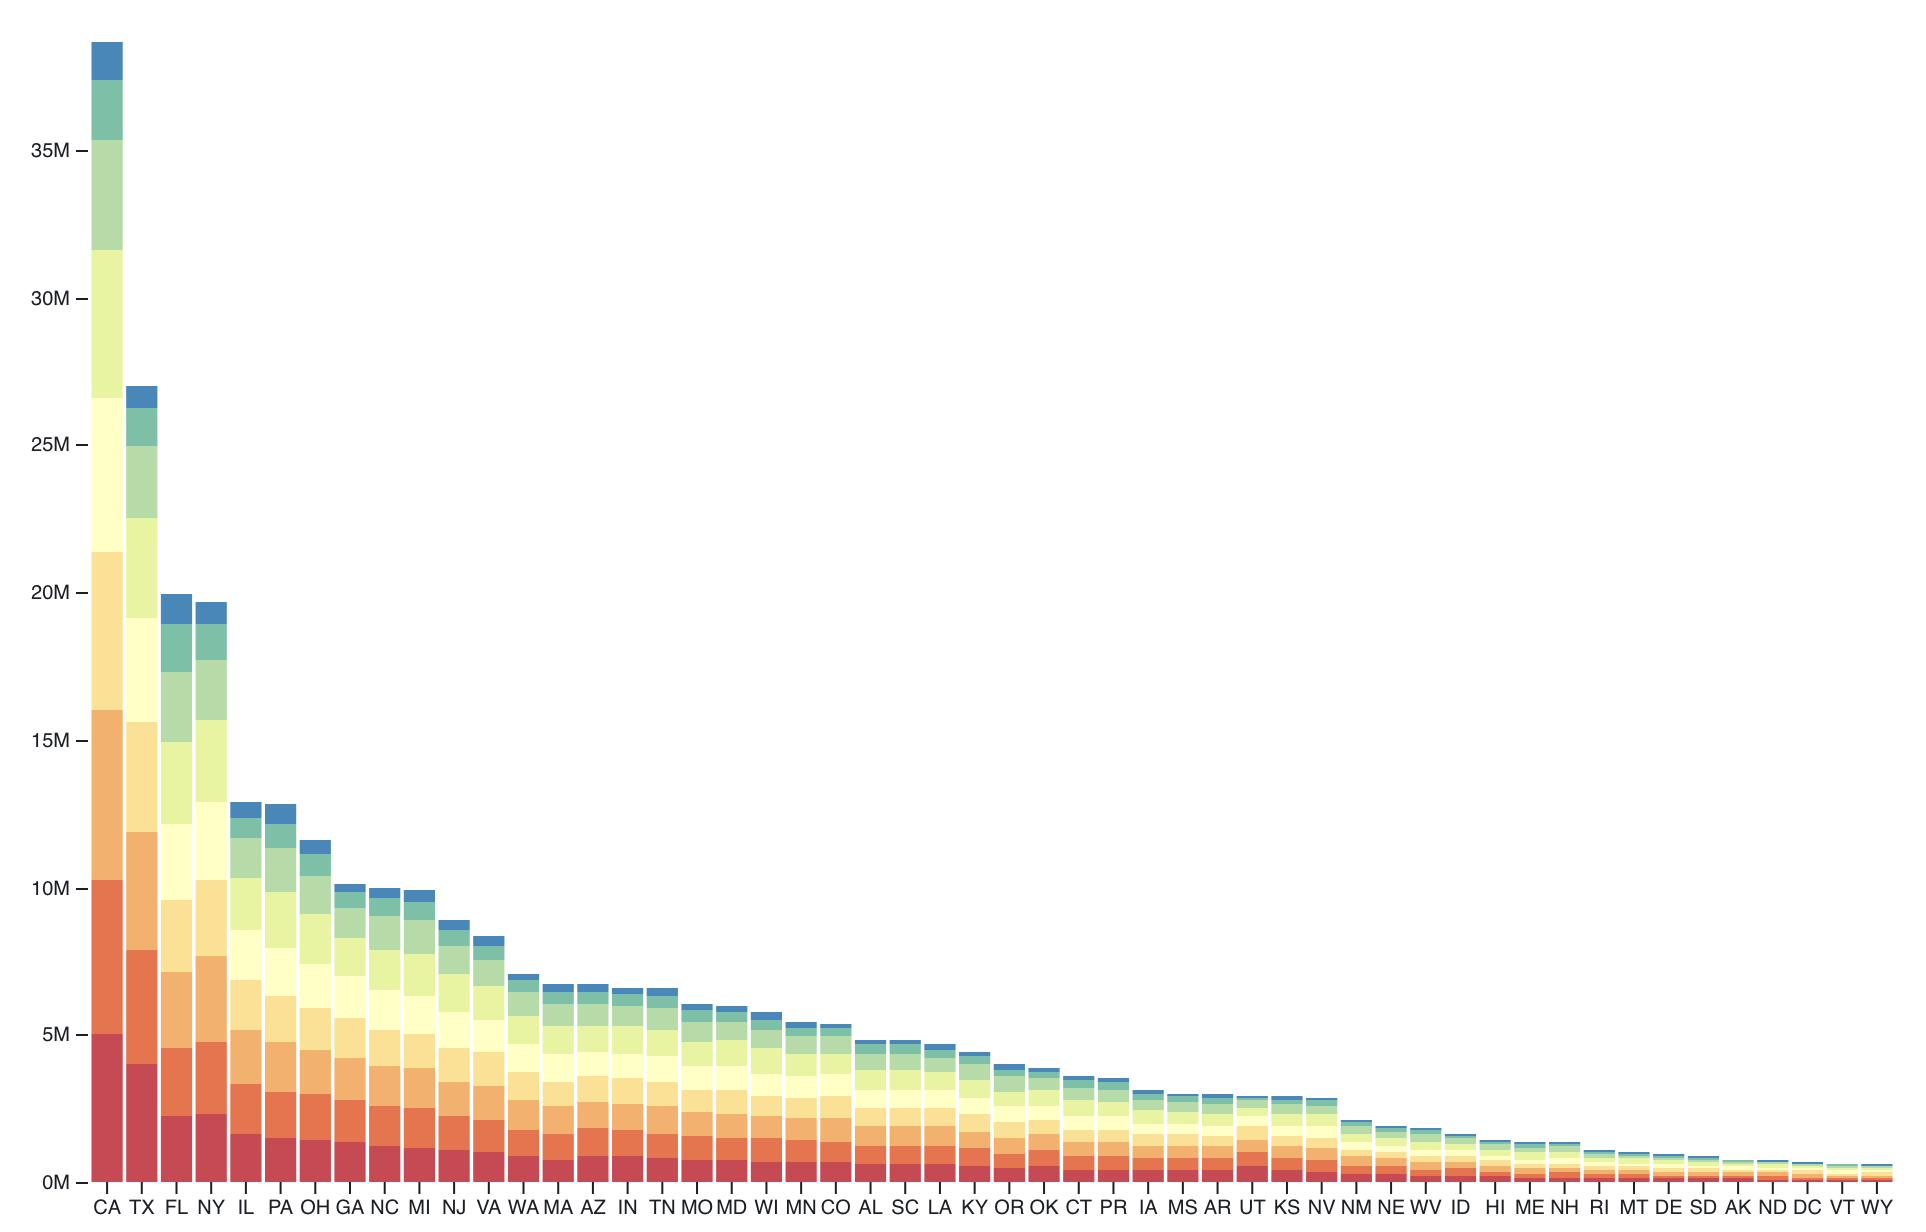 35M
30M
25M
20M
15M
10M
5M
0M
CA TX FL NY IL PA OH GA NC MI NJ VA WA MA AZ IN TN MO MD WI MN CO AL SC LA KY OR OK CT PR IA MS AR UT KS NV NM NE WV ID HI ME NH RI MT DE SD AK ND DC VT WY